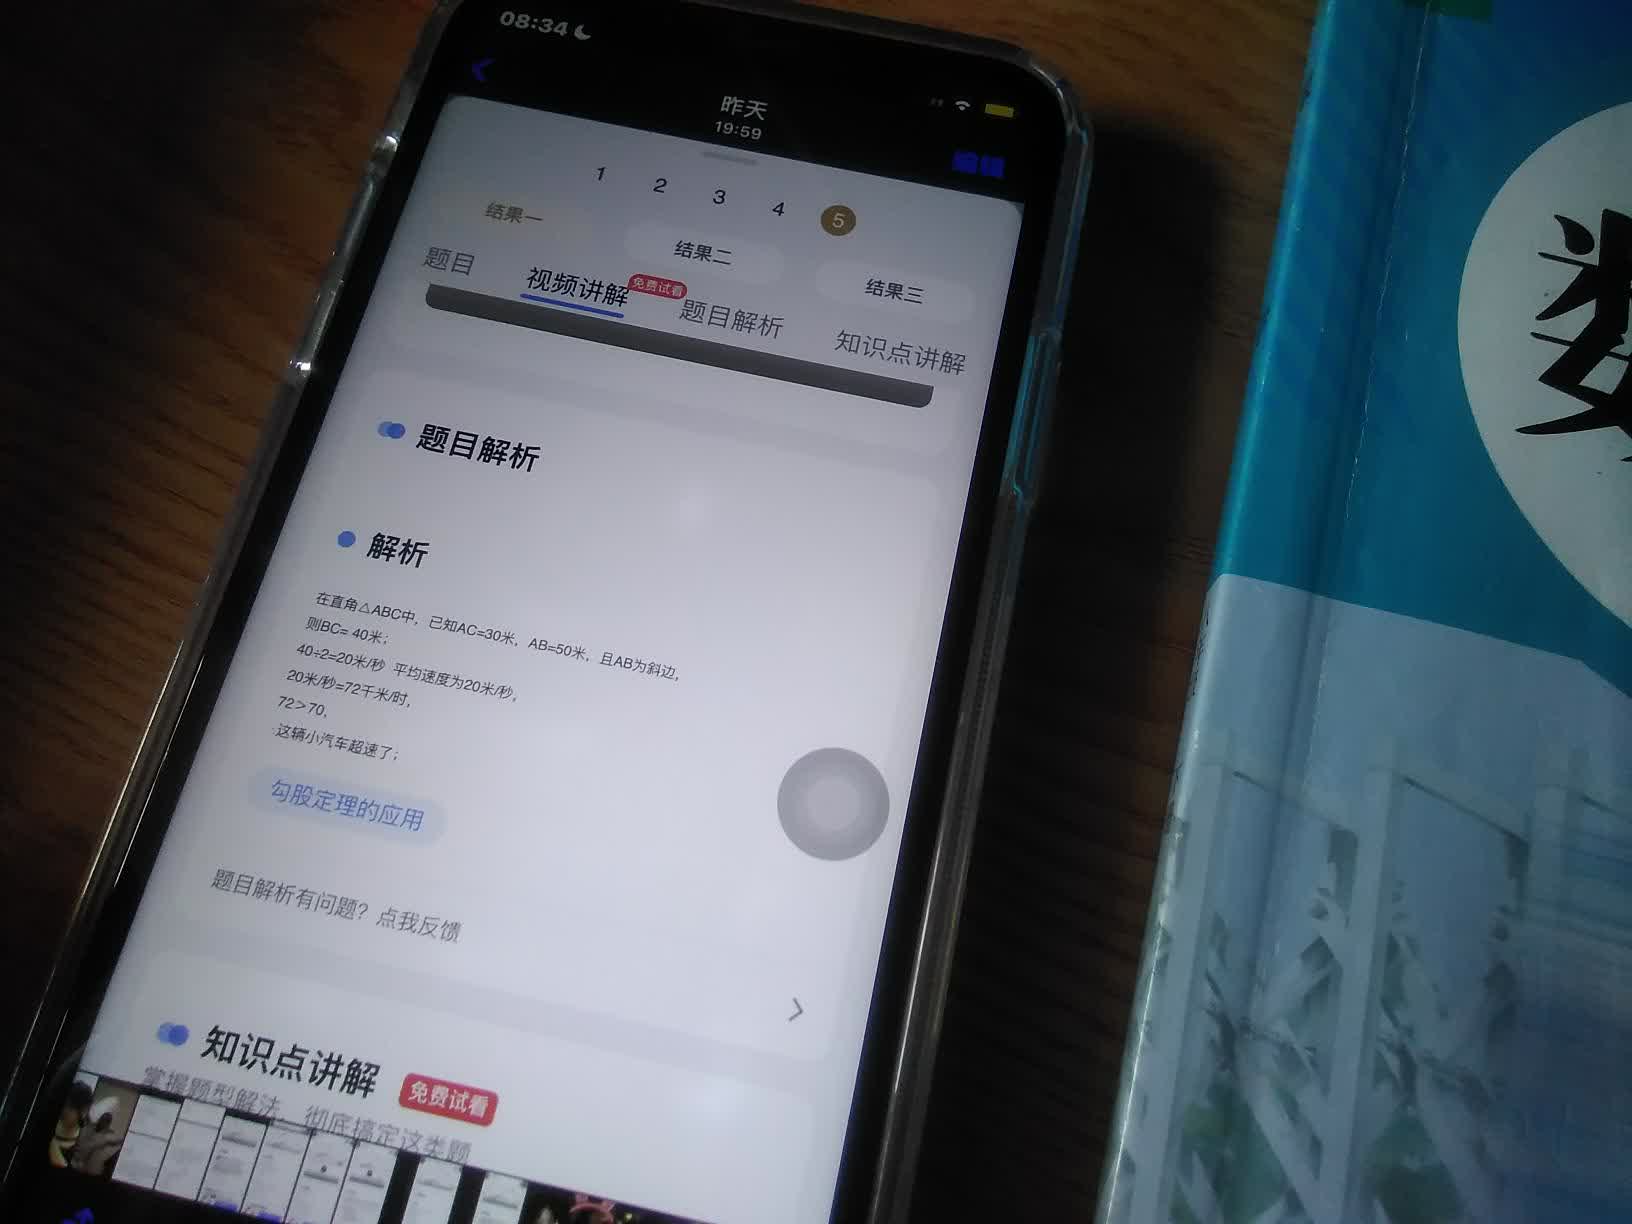 08:34
昨天
19:59
编辑
1 2 3 4 5
结果一 结果二 结果三
题目 视频讲解 免费试看 题目解析 知识点讲解
题目解析
解析
在直角△ABC中，已知AC=30米，AB=50米，且AB为斜边，
则BC= 40米；
40÷2=20米/秒 平均速度为20米/秒，
20米/秒=72千米/时，
72＞70，
这辆小汽车超速了；
勾股定理的应用
题目解析有问题？点我反馈
知识点讲解 免费试看
掌握题型解法，彻底搞定这类题
数